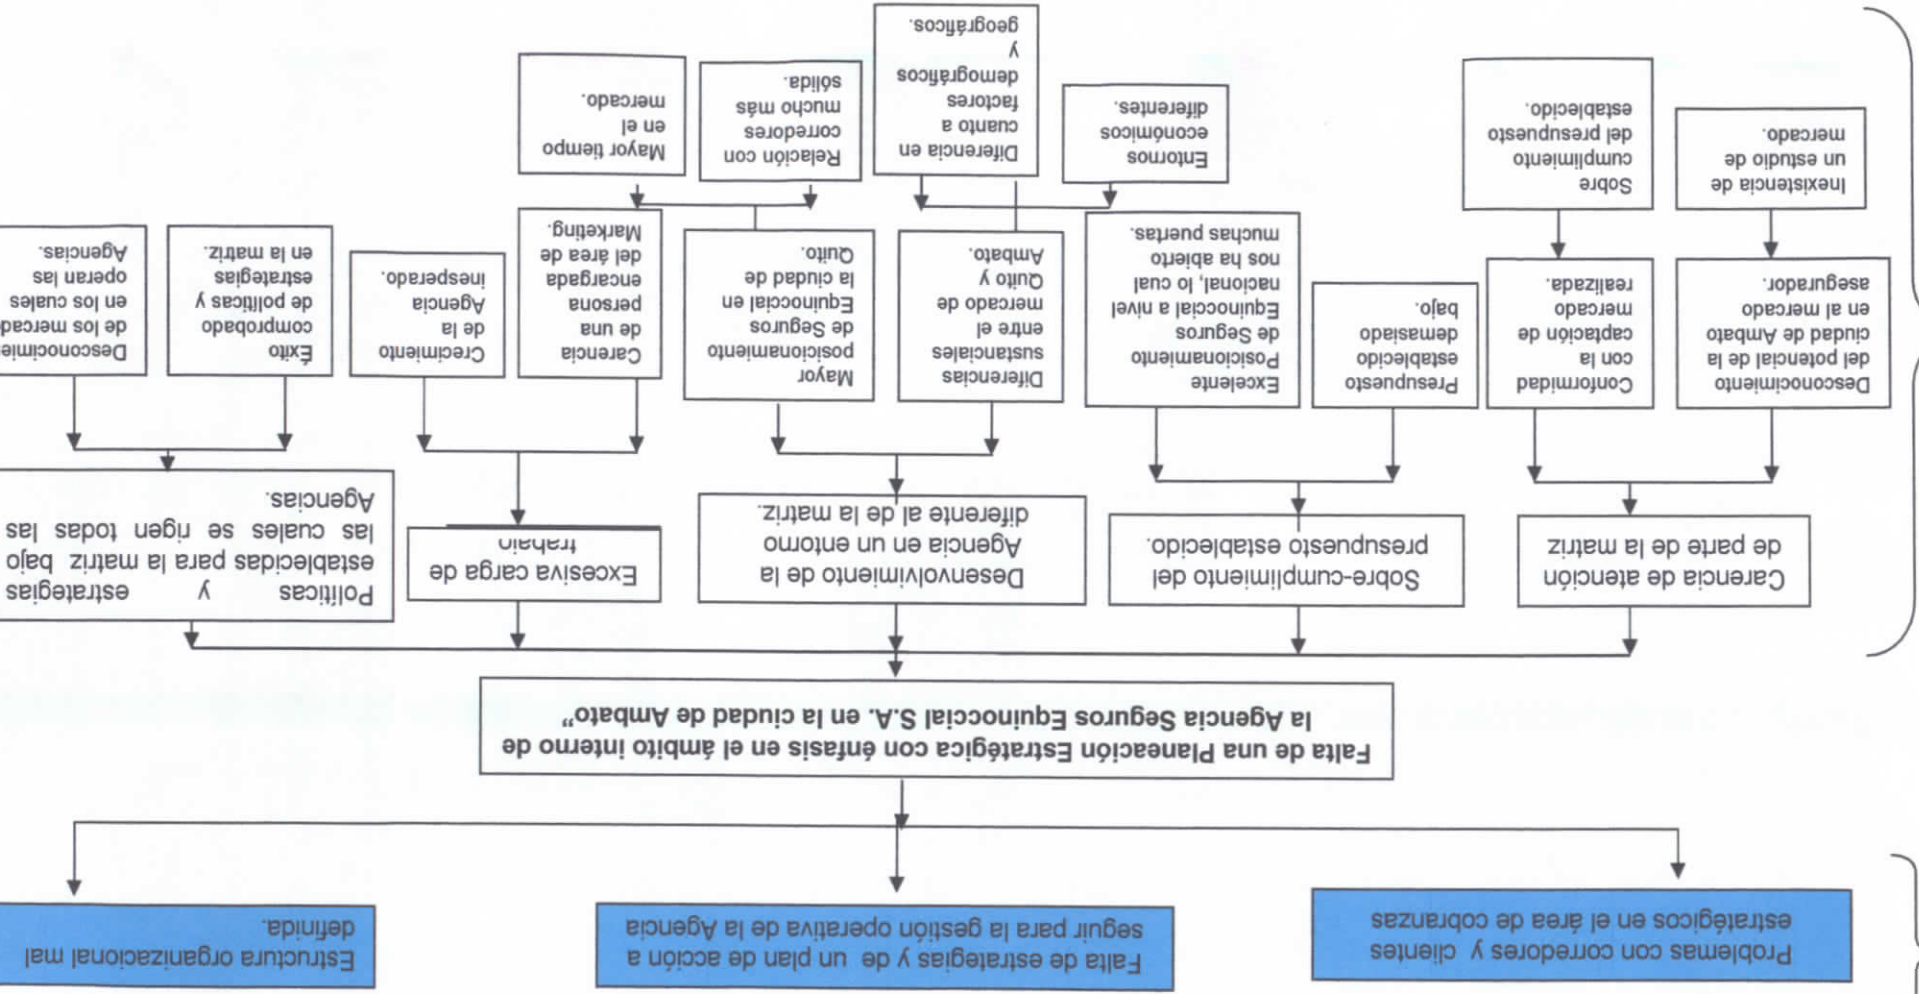 Problemas con corredores y clientes
estratégicos en el área de cobranzas
Falta de estrategias y de un plan de acción a
seguir para la gestión operativa de la Agencia
Estructura organizacional mal
definida.
Falta de una Planeación Estratégica con énfasis en el ámbito interno de
la Agencia Seguros Equinoccial S.A. en la ciudad de Ambato”
Carencia de atención
de parte de la matriz
Sobre-cumplimiento del
presupuesto establecido.
Desenvolvimiento de la
Agencia en un entorno
diferente al de la matriz.
Excesiva carga de
trabajo
Políticas y estrategias
establecidas para la matriz bajo
las cuales se rigen todas las
Agencias.
Desconocimiento
del potencial de la
ciudad de Ambato
en al mercado
asegurador.
Conformidad
con la
captación de
mercado
realizada.
Presupuesto
establecido
demasiado
bajo.
Excelente
Posicionamiento
de Seguros
Equinoccial a nivel
nacional, lo cual
nos ha abierto
muchas puertas.
Diferencias
sustanciales
entre el
mercado de
Quito y
Ambato.
Mayor
posicionamiento
de Seguros
Equinoccial en
la ciudad de
Quito.
Carencia
de una
persona
encargada
del área de
Marketing.
Crecimiento
de la
Agencia
inesperado.
Éxito
comprobado
de políticas y
estrategias
en la matriz.
Desconocimie
de los mercad
en los cuales
operan las
Agencias.
Inexistencia de
un estudio de
mercado.
Sobre
cumplimiento
del presupuesto
establecido.
Entornos
económicos
diferentes.
Diferencia en
cuanto a
factores
demográficos
y
geográficos.
Relación con
corredores
mucho más
sólida.
Mayor tiempo
en el
mercado.